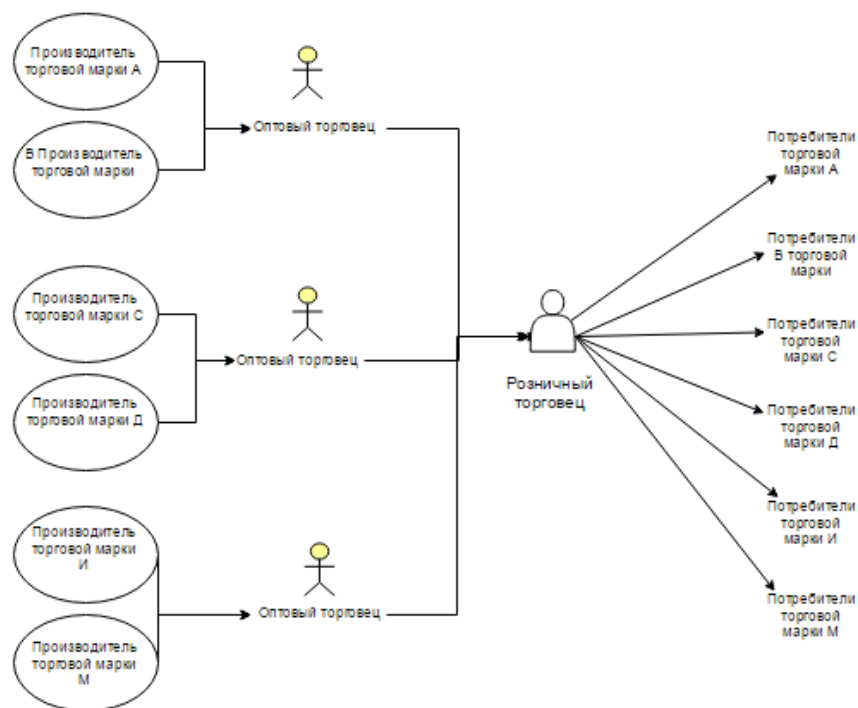 Производитель
торговой марки А
Оптовый торговец
В Производитель
торговой марки
Производитель
торговой марки С
Оптовый торговец
Производитель
торговой марки Д
Производитель
торговой марки
И
Оптовый торговец
Производитель
торговой марки
М
Розничный
торговец
Потребители
торговой
марки А
Потребители
В торговой
марки
Потребители
торговой
марки С
Потребители
торговой
марки Д
Потребители
торговой
марки И
Потребители
торговой
марки М